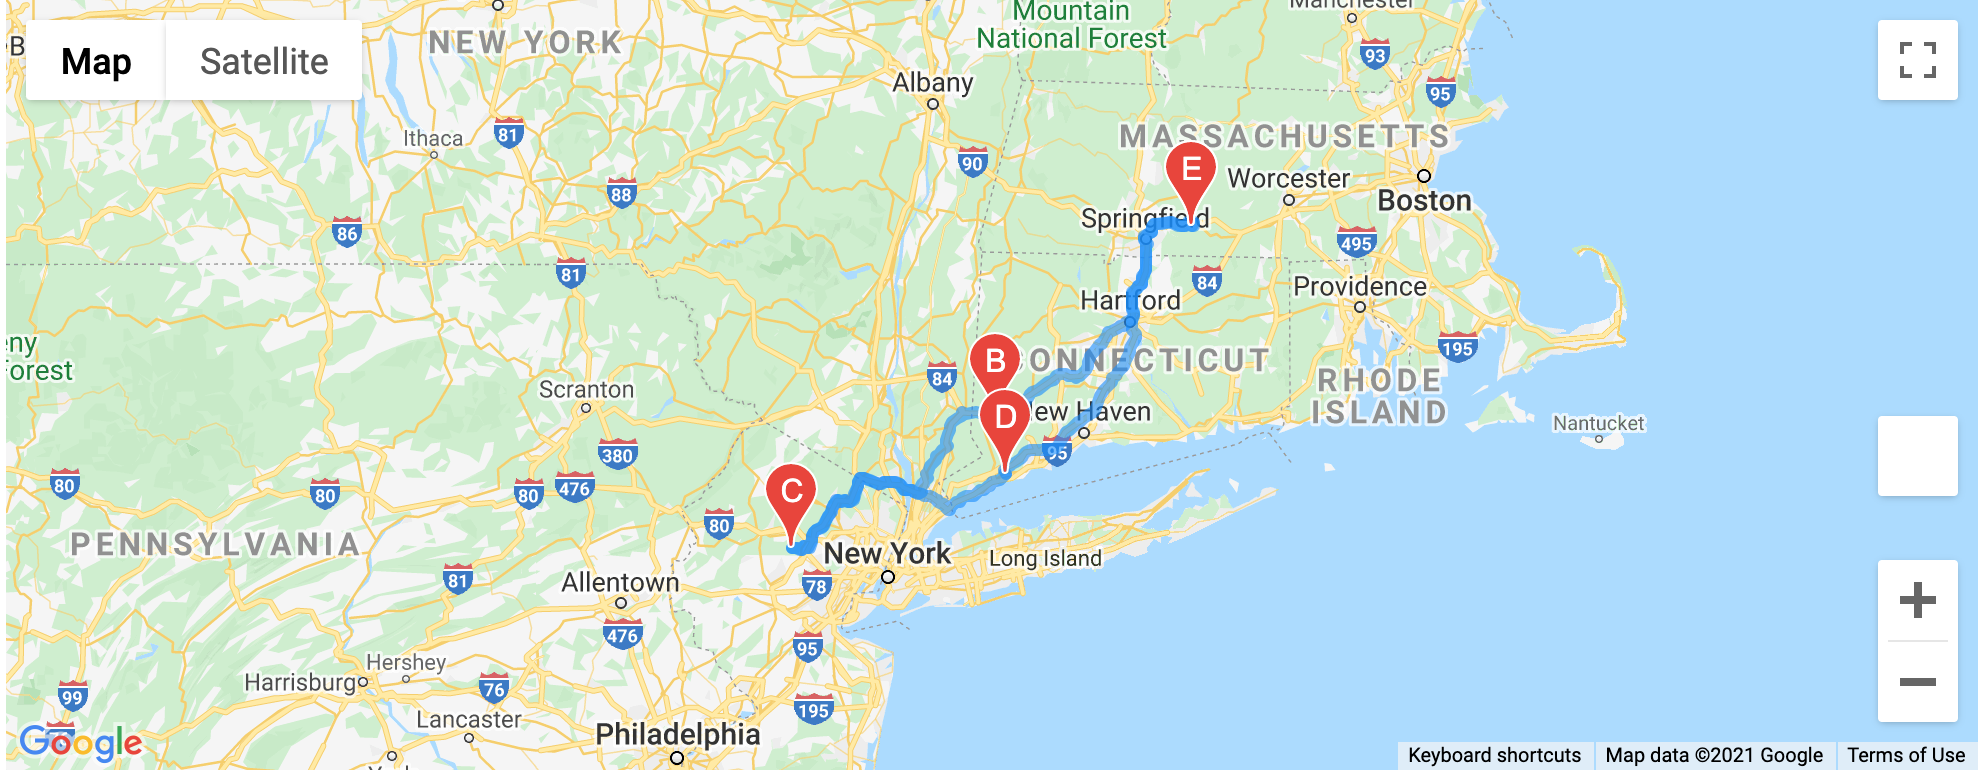 Map
Satellite
B
NEW YORK
Mountain
National Forest
Manchester
93
95
Albany
Ithaca
81
90
MASSACHUSETTS
E
Worcester
Boston
88
86
Springfield
495
81
84
Hartford
Providence
eny
orest
84
B
CONNECTICUT
195
RHODE
ISLAND
Scranton
D
New Haven
Nantucket
380
95
80
80
80
476
C
80
PENNSYLVANIA
New York
Long Island
81
Allentown
78
476
95
Hershey
Harrisburg
99
76
195
Lancaster
Philadelphia
Google
Keyboard shortcuts
Map data ©2021 Google
Terms of Use